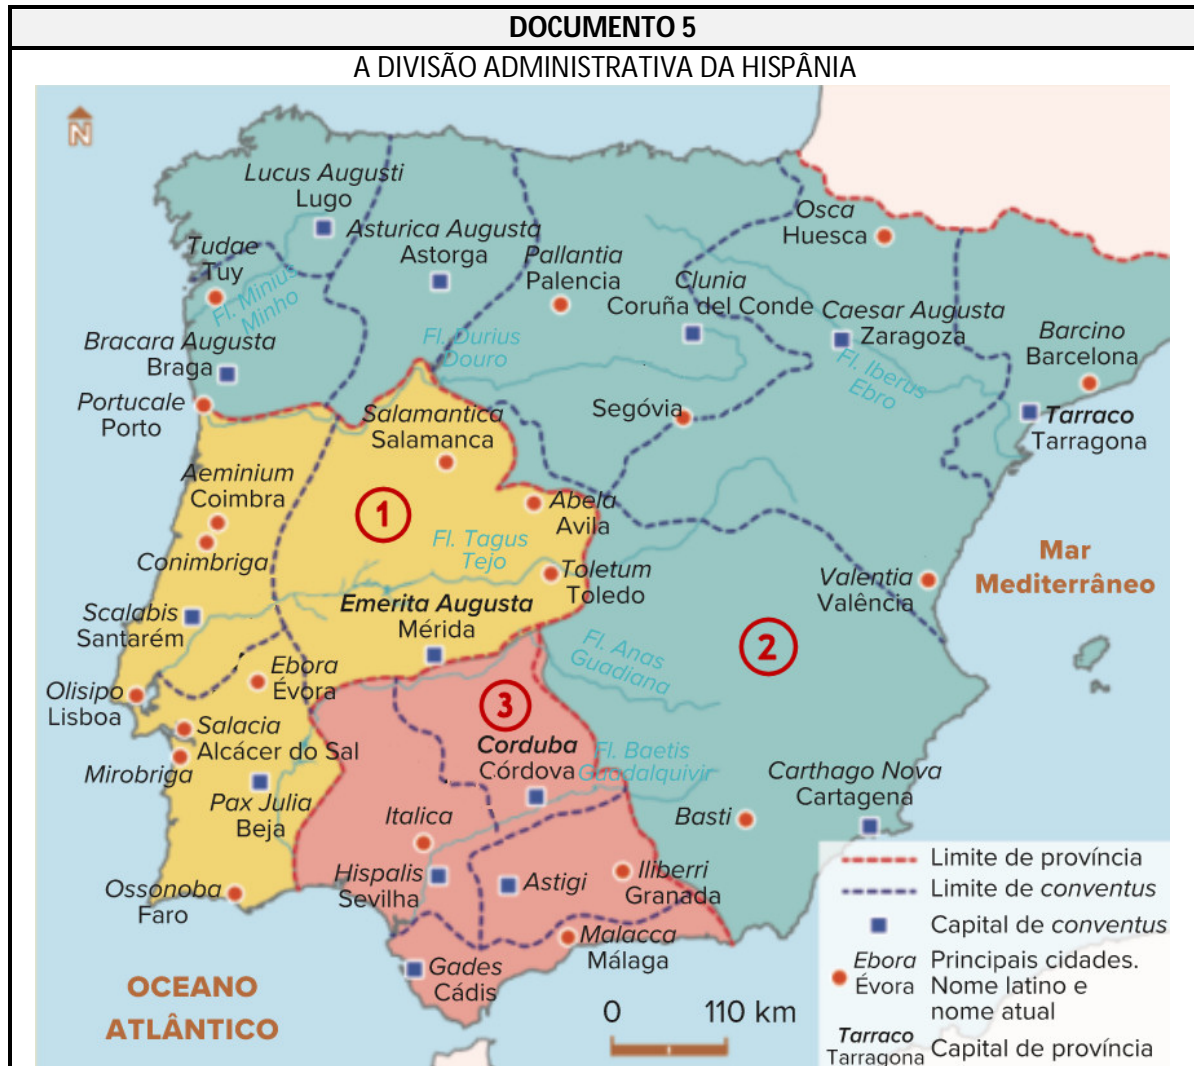 DOCUMENTO 5
A DIVISÃO ADMINISTRATIVA DA HISPÂNIA
N
Lucus Augusti
Lugo
Asturica Augusta
Astorga
Tudae
Tuy
Fl. Minius
Minho
Pallantia
Palencia
Osca
Huesca
Clunia
Coruña del Conde
Caesar Augusta
Zaragoza
Barcino
Barcelona
Bracara Augusta
Braga
Fl. Durius
Douro
Fl. Iberus
Ebro
Portucale
Porto
Salamantica
Salamanca
Segóvia
Tarraco
Tarragona
Aeminium
Coimbra
1
Abela
Avila
Conimbriga
Fl. Tagus
Tejo
Toletum
Toledo
Mar
Mediterrâneo
Valentia
Valência
Scalabis
Santarém
Emerita Augusta
Mérida
2
Fl. Anas
Guadiana
Ebora
Évora
Olisipo
Lisboa
3
Salacia
Alcácer do Sal
Corduba
Córdova
Fl. Baetis
Guadalquivir
Mirobriga
Carthago Nova
Cartagena
Pax Julia
Beja
Italica
Basti
Hispalis
Sevilha
Astigi
Iliberri
Granada
Ossonoba
Faro
Malacca
Málaga
Gades
Cádis
OCEANO
ATLÂNTICO
0 110 km
Limite de província
Limite de conventus
Capital de conventus
Ebora
Évora
Principais cidades.
Nome latino e
nome atual
Tarraco
Tarragona
Capital de província